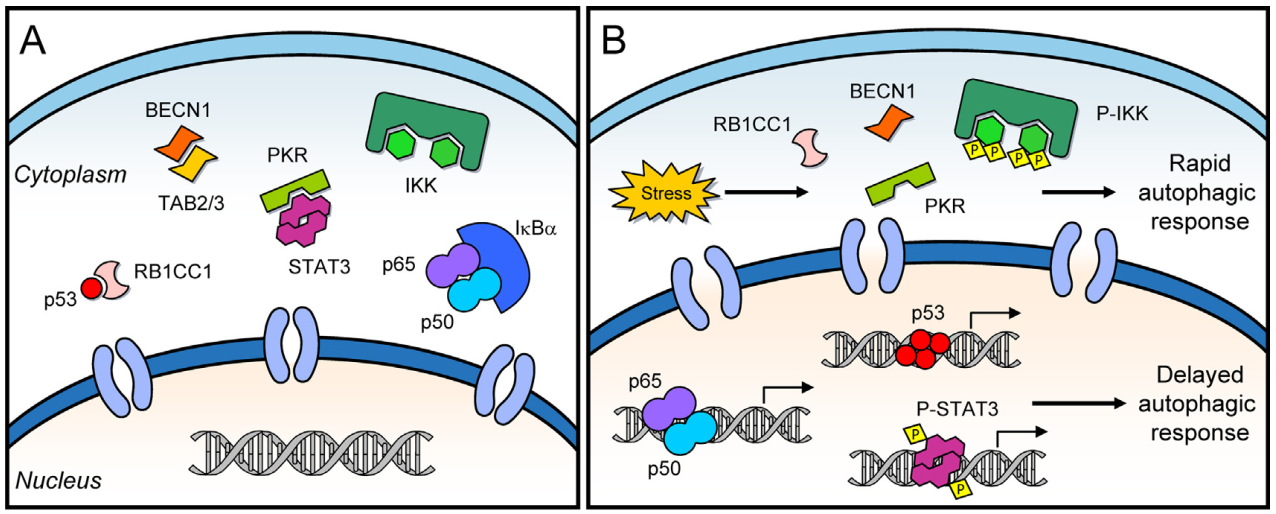 A
BECN1
TAB2/3
Cytoplasm
PKR
STAT3
IKK
IκBα
p65
p50
RB1CC1
p53
Nucleus
B
BECN1
RB1CC1
P-IKK
P
P
P
P
Stress
PKR
Rapid
autophagic
response
p53
p65
p50
P-STAT3
P
P
Delayed
autophagic
response